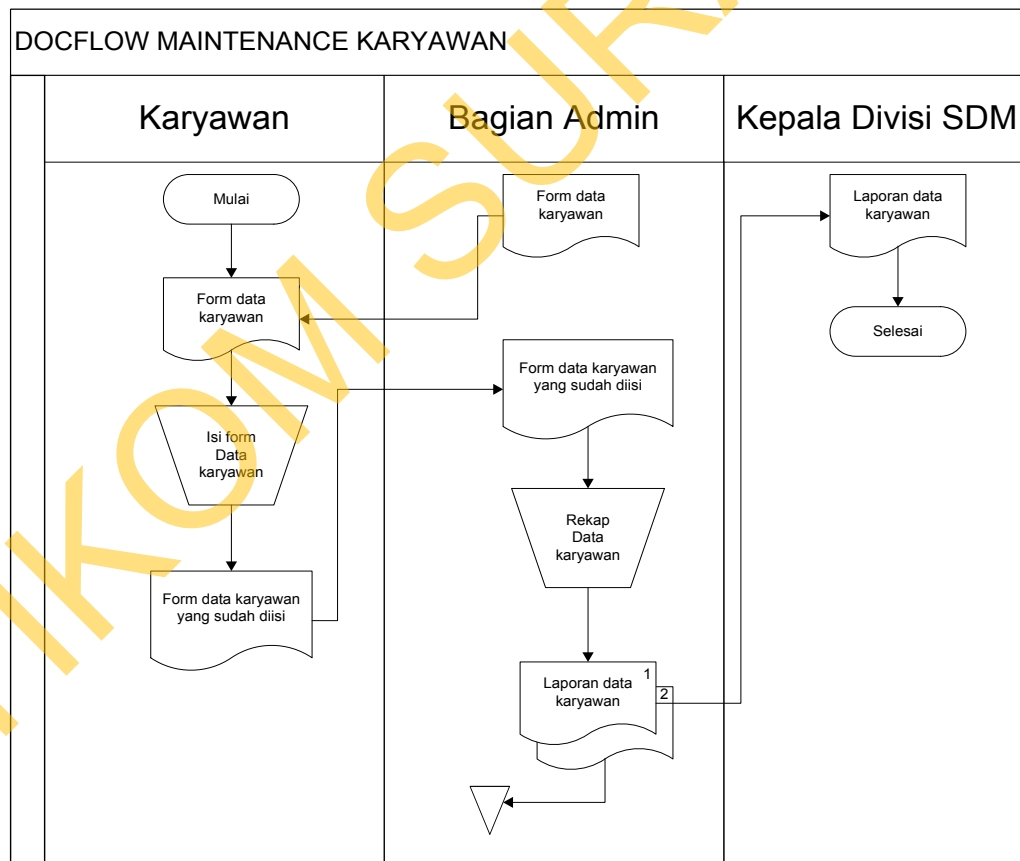 DOCFLOW MAINTENANCE KARYAWAN
Karyawan
Bagian Admin
Kepala Divisi SDM
Mulai
Form data
karyawan
Isi form
Data
karyawan
Form data karyawan
yang sudah diisi
Form data
karyawan
Form data karyawan
yang sudah diisi
Rekap
Data
karyawan
Laporan data
karyawan
1
2
Laporan data
karyawan
Selesai
IKOM SUR